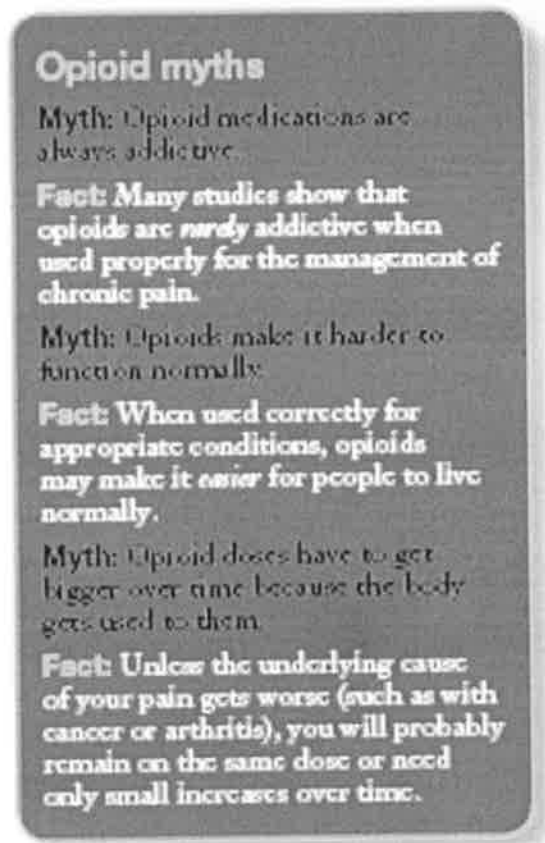 Opioid myths
Myth: Opioid medications are
always addictive.
Fact: Many studies show that
opioids are rarely addictive when
used properly for the management of
chronic pain.
Myth: Opioids make it harder to
function normally.
Fact: When used correctly for
appropriate conditions, opioids
may make it easier for people to live
normally.
Myth: Opioid doses have to get
bigger over time because the body
gets used to them.
Fact: Unless the underlying cause
of your pain gets worse (such as with
cancer or arthritis), you will probably
remain on the same dose or need
only small increases over time.